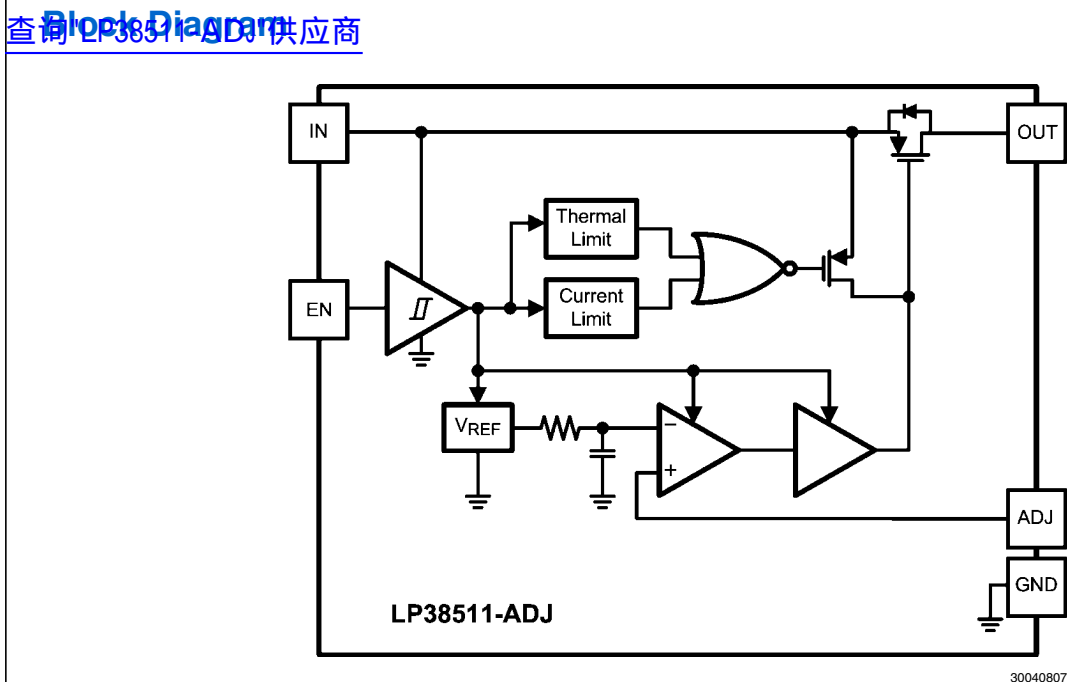 Block Diagram
查询"LP38511-ADJ"供应商
IN
OUT
Thermal
Limit
EN
Current
Limit
VREF
−
+
ADJ
GND
LP38511-ADJ
30040807